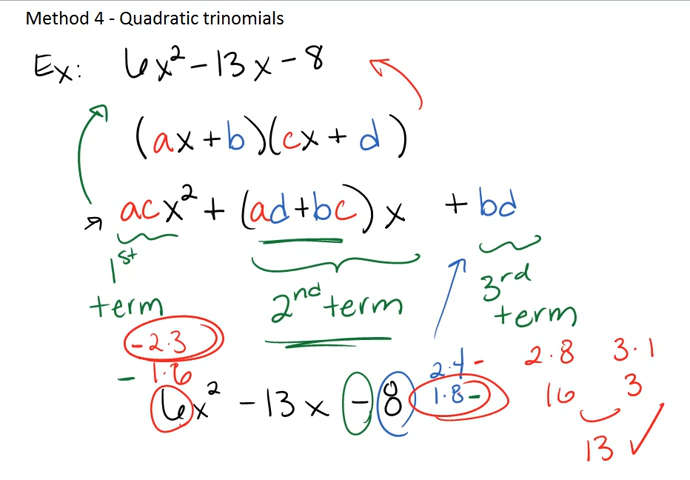 Method 4 - Quadratic trinomials
Ex: 6x² - 13x - 8
(ax + b)(cx + d)
acx² + (ad + bc)x + bd
1st term
2nd term
3rd term
-2·3
- 1·6
2·4 -
1·8 -
6x² - 13x - 8
2·8 3·1
16 3
13 ✓